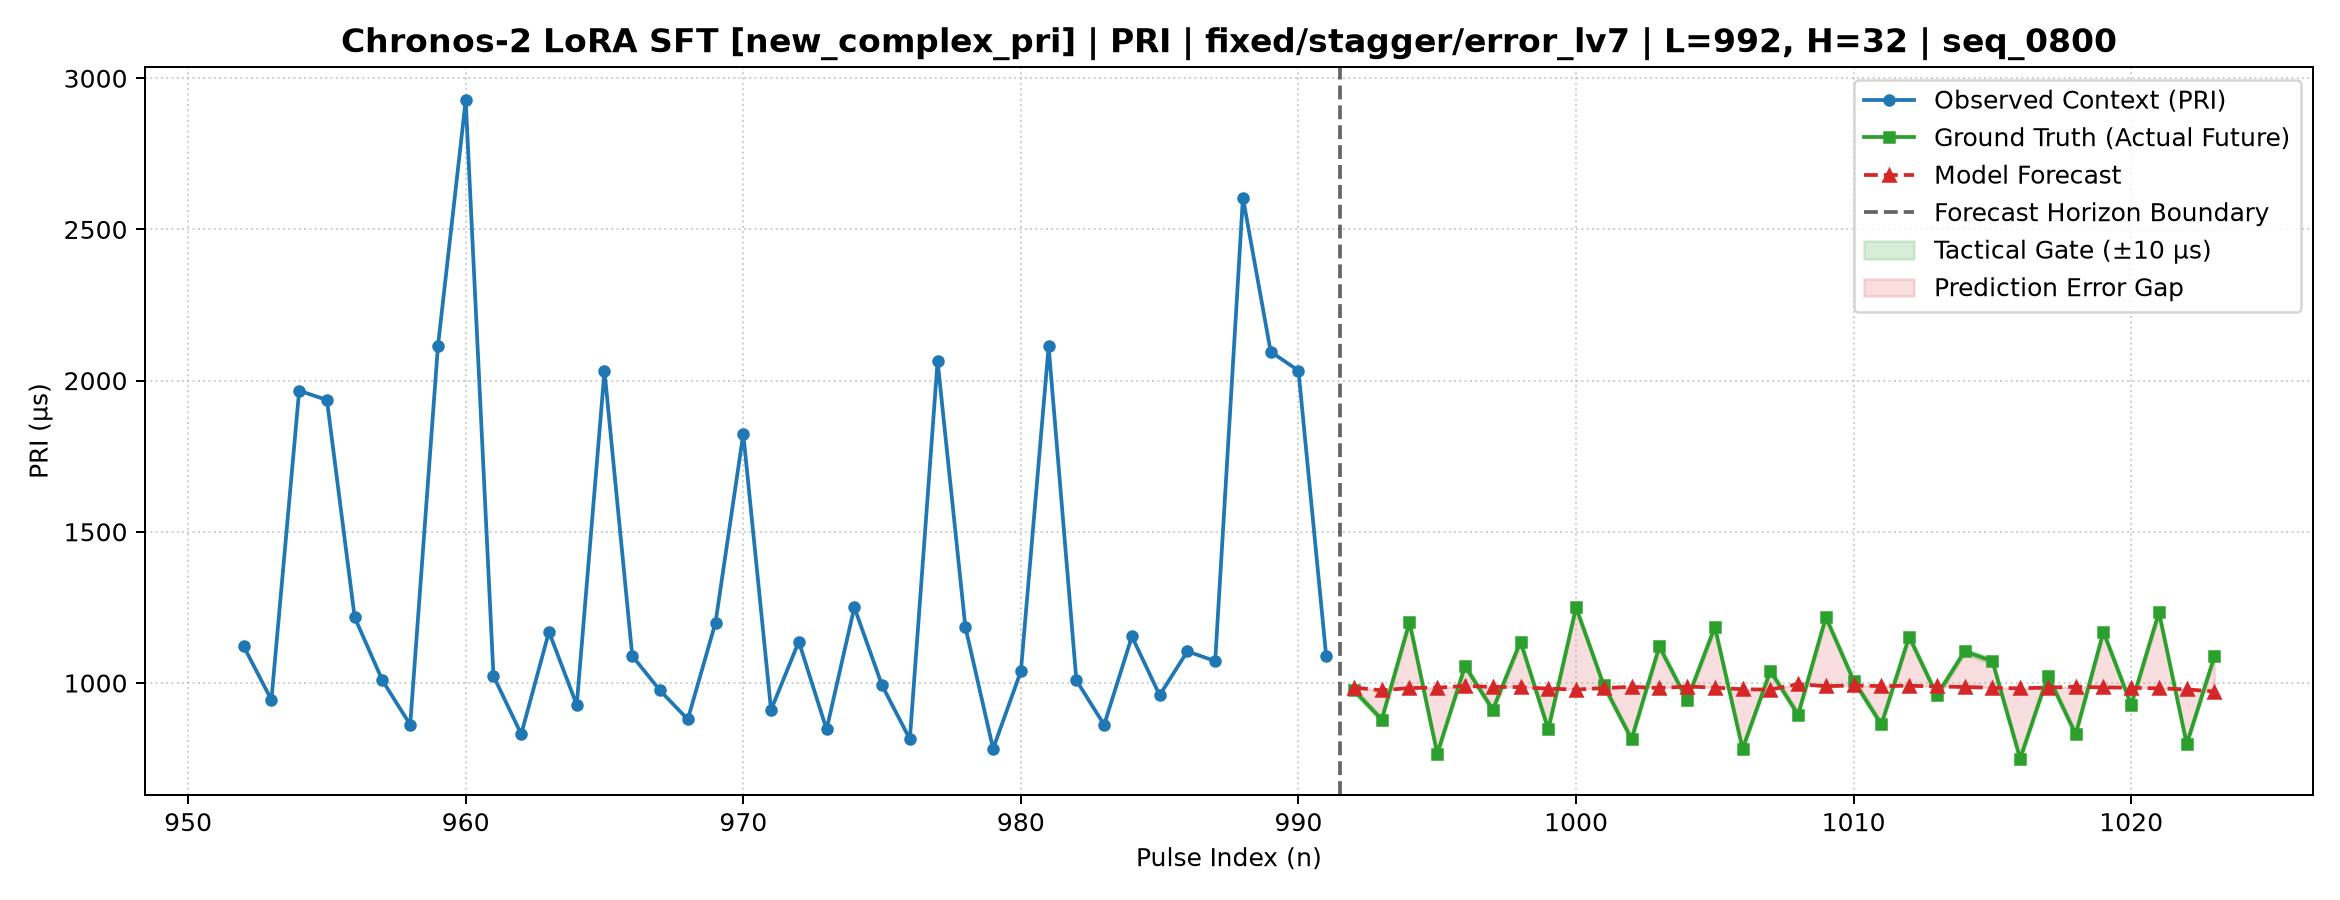 Chronos-2 LoRA SFT [new_complex_pri] | PRI | fixed/stagger/error_lv7 | L=992, H=32 | seq_0800
PRI (µs)
3000
2500
2000
1500
1000
Observed Context (PRI)
Ground Truth (Actual Future)
Model Forecast
Forecast Horizon Boundary
Tactical Gate (±10 µs)
Prediction Error Gap
950
960
970
980
990
1000
1010
1020
Pulse Index (n)